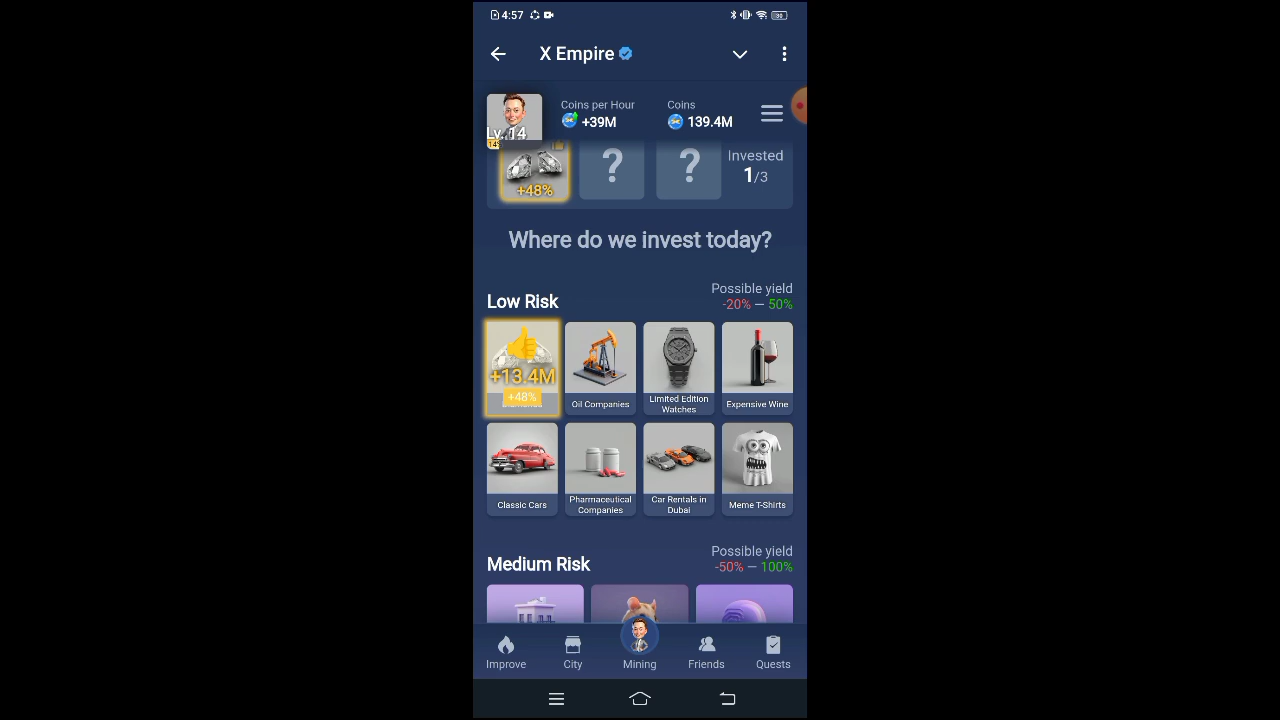 4:57
30
X Empire
Coins per Hour
+39M
Coins
139.4M
Lv. 14
+48%
?
?
Invested
1/3
Where do we invest today?
Low Risk
Possible yield
-20% — 50%
+13.4M
+48%
Oil Companies
Limited Edition
Watches
Expensive Wine
Classic Cars
Pharmaceutical
Companies
Car Rentals in
Dubai
Meme T-Shirts
Medium Risk
Possible yield
-50% — 100%
Improve
City
Mining
Friends
Quests